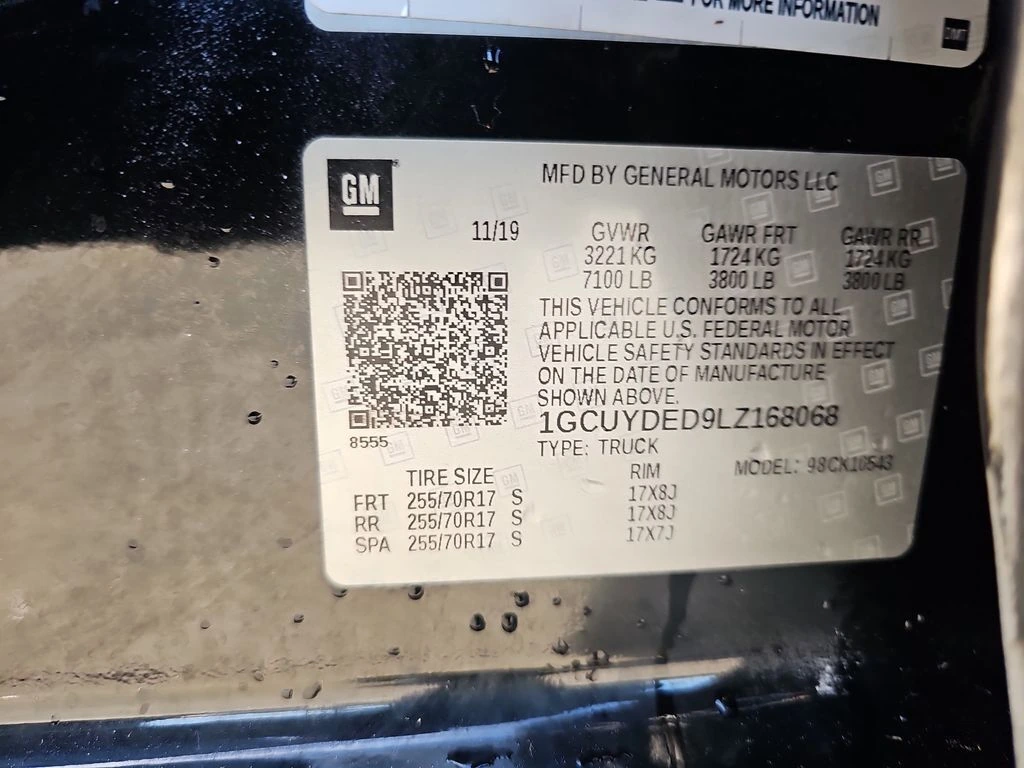 FOR MORE INFORMATION
GM
MFD BY GENERAL MOTORS LLC
11/19
GVWR GAWR FRT GAWR RR
3221 KG 1724 KG 1724 KG
7100 LB 3800 LB 3800 LB
THIS VEHICLE CONFORMS TO ALL
APPLICABLE U.S. FEDERAL MOTOR
VEHICLE SAFETY STANDARDS IN EFFECT
ON THE DATE OF MANUFACTURE
SHOWN ABOVE.
1GCUYDED9LZ168068
8555
TYPE: TRUCK
MODEL: 98CK10543
TIRE SIZE RIM
FRT 255/70R17 S 17X8J
RR 255/70R17 S 17X8J
SPA 255/70R17 S 17X7J